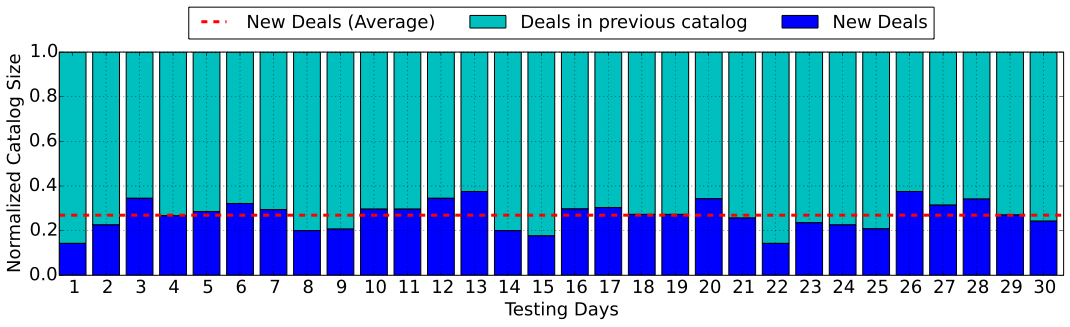 New Deals (Average) Deals in previous catalog New Deals
Normalized Catalog Size
1.0
0.8
0.6
0.4
0.2
0.0
1 2 3 4 5 6 7 8 9 10 11 12 13 14 15 16 17 18 19 20 21 22 23 24 25 26 27 28 29 30
Testing Days